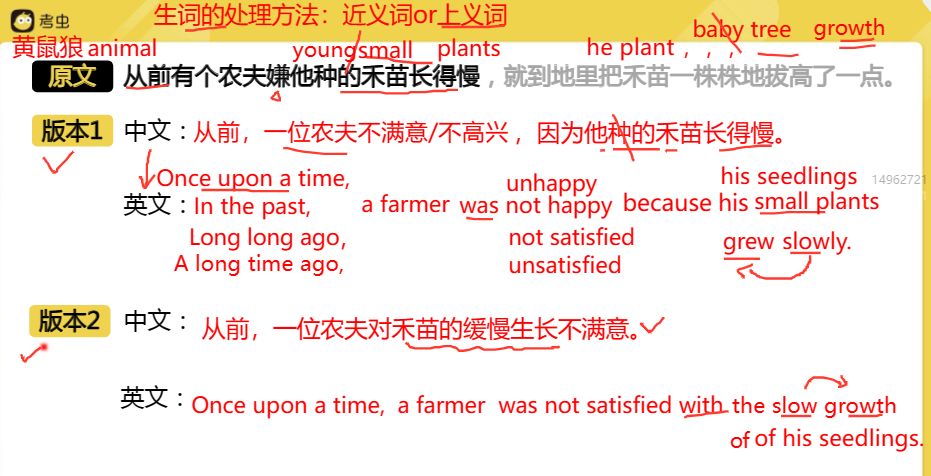 考虫
生词的处理方法：近义词or上义词
baby tree growth
黄鼠狼animal
youngsmall plants
he plant , , ,
原文 从前有个农夫嫌他种的禾苗长得慢，就到地里把禾苗一株株地拔高了一点。
版本1 中文：从前，一位农夫不满意/不高兴，因为他种的禾苗长得慢。
Once upon a time,
unhappy
his seedlings
14962721
英文：In the past, a farmer was not happy because his small plants
Long long ago,
not satisfied
grew slowly.
A long time ago,
unsatisfied
版本2 中文：从前，一位农夫对禾苗的缓慢生长不满意。
英文：Once upon a time, a farmer was not satisfied with the slow growth
of of his seedlings.